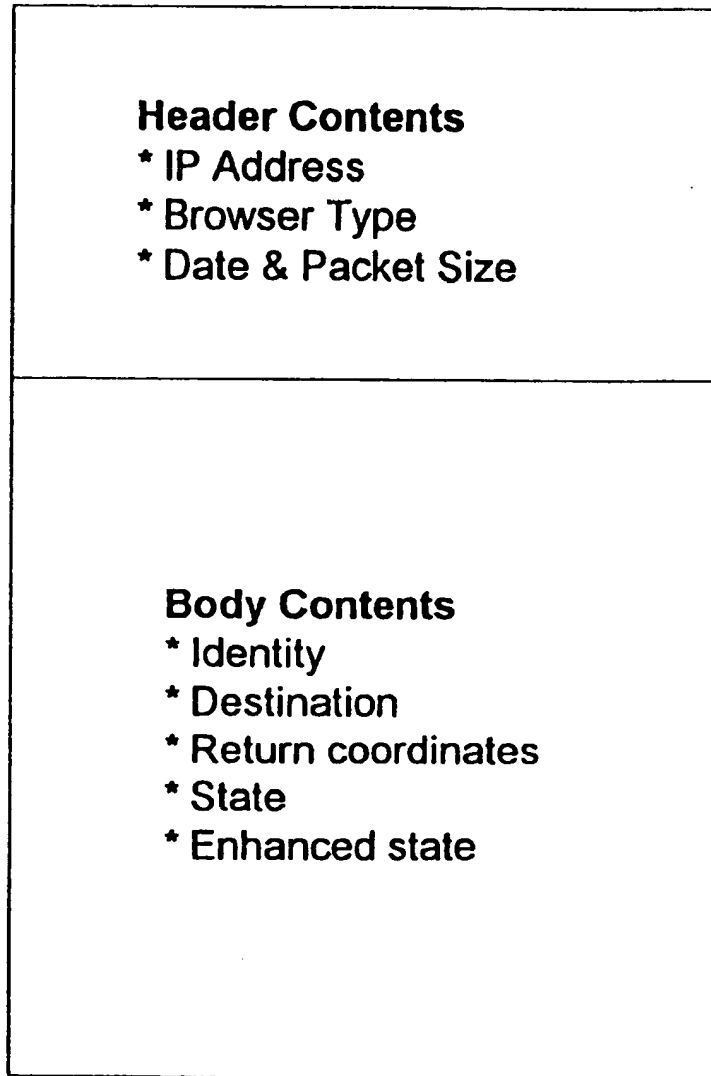 Header Contents
* IP Address
* Browser Type
* Date & Packet Size
Body Contents
* Identity
* Destination
* Return coordinates
* State
* Enhanced state